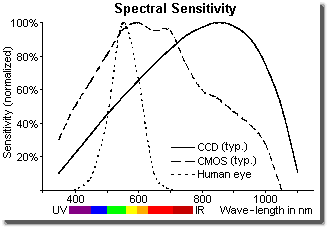 Spectral Sensitivity
100%
80%
60%
40%
20%
Sensitivity (normalized)
CCD (typ.)
CMOS (typ.)
Human eye
400 600 800 1000
UV IR Wave-length in nm